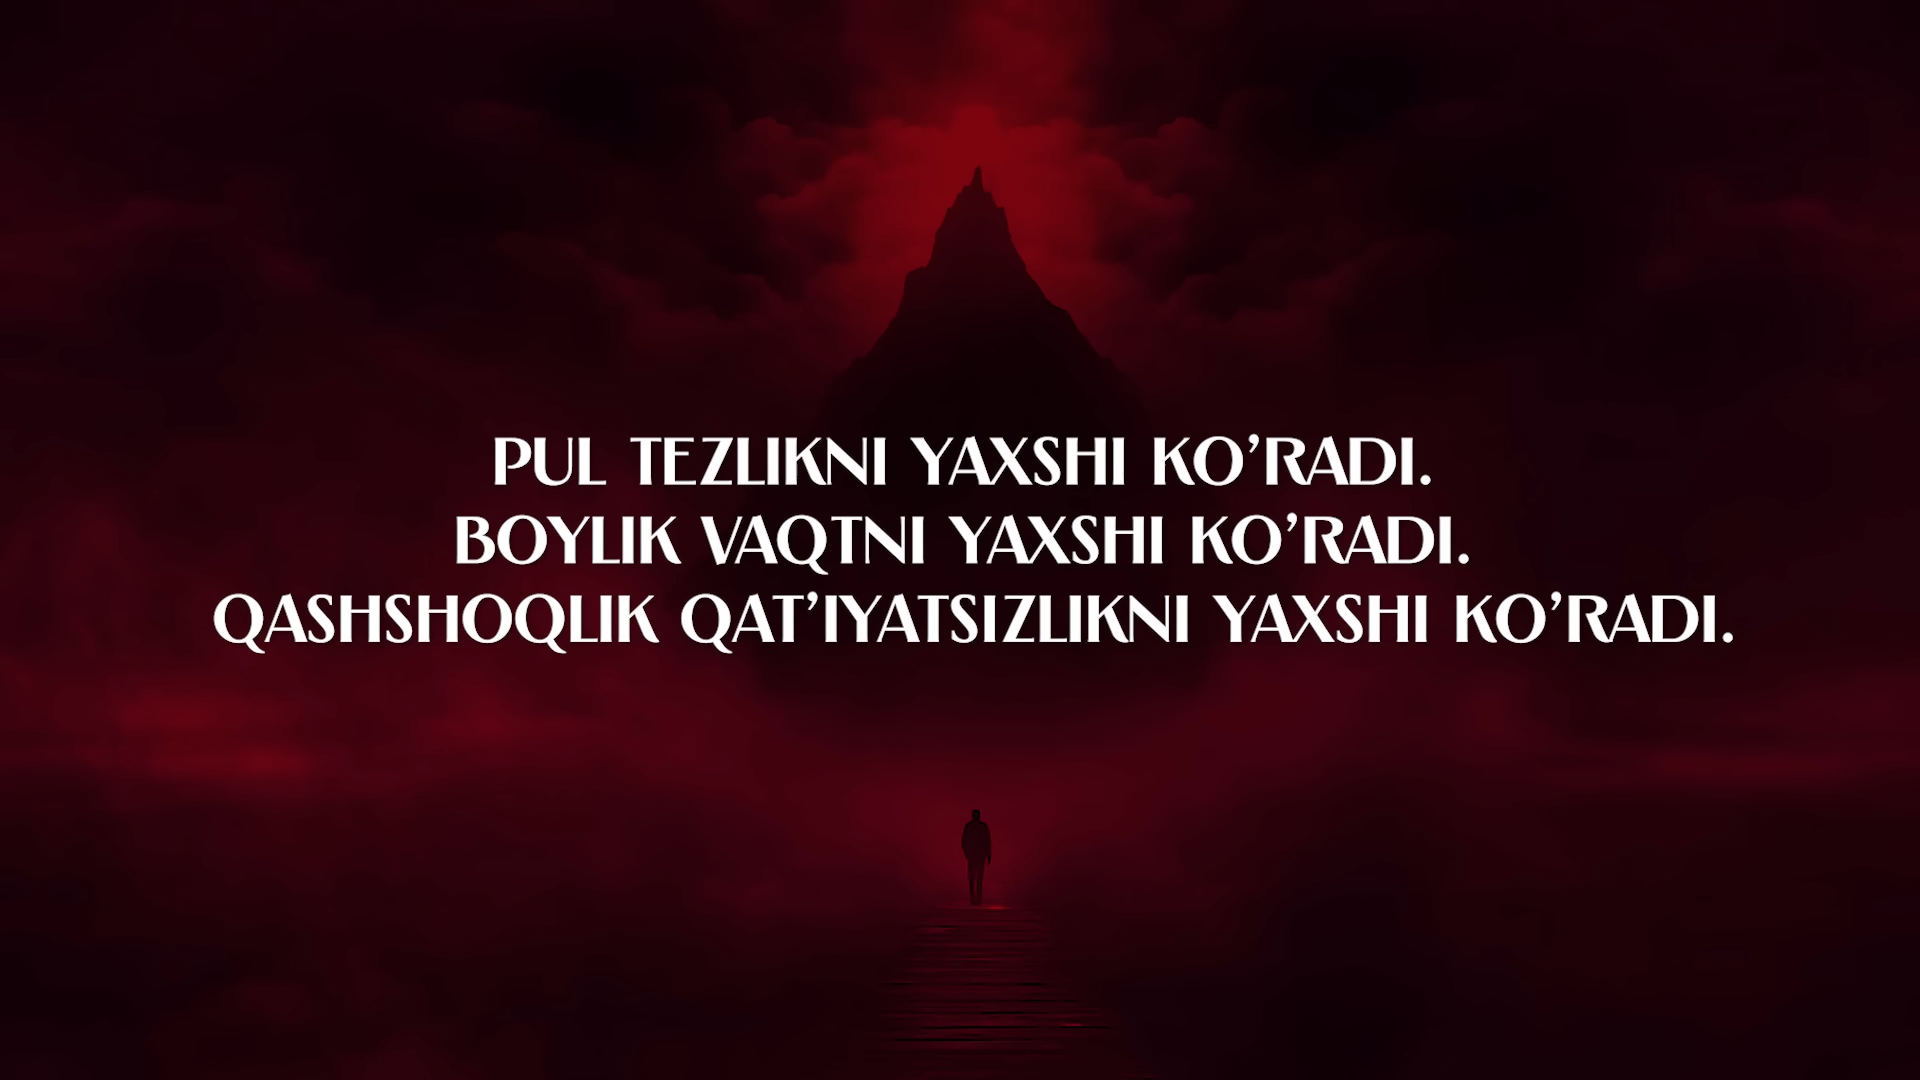 PUL TEZLIKNI YAXSHI KO’RADI.
BOYLIK VAQTNI YAXSHI KO’RADI.
QASHSHOQLIK QAT’IYATSIZLIKNI YAXSHI KO’RADI.